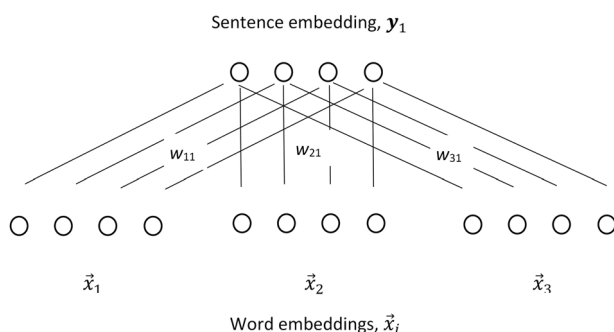 Sentence embedding, y₁
w₁₁ w₂₁ w₃₁
x⃗₁ x⃗₂ x⃗₃
Word embeddings, x⃗ᵢ